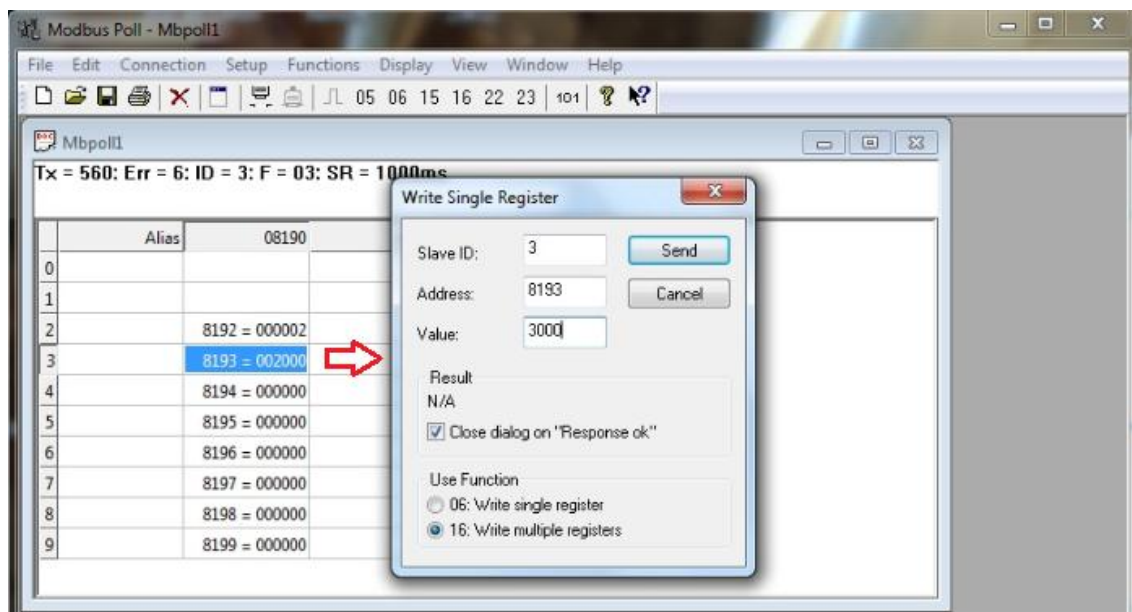 Modbus Poll - Mbpoll1
File Edit Connection Setup Functions Display View Window Help
05 06 15 16 22 23 101
Mbpoll1
Tx = 560: Err = 6: ID = 3: F = 03: SR = 1000ms
Alias 08190
0
1
2 8192 = 000002
3 8193 = 002000
4 8194 = 000000
5 8195 = 000000
6 8196 = 000000
7 8197 = 000000
8 8198 = 000000
9 8199 = 000000
Write Single Register
Slave ID: 3 Send
Address: 8193 Cancel
Value: 3000
Result
N/A
Close dialog on "Response ok"
Use Function
06: Write single register
16: Write multiple registers